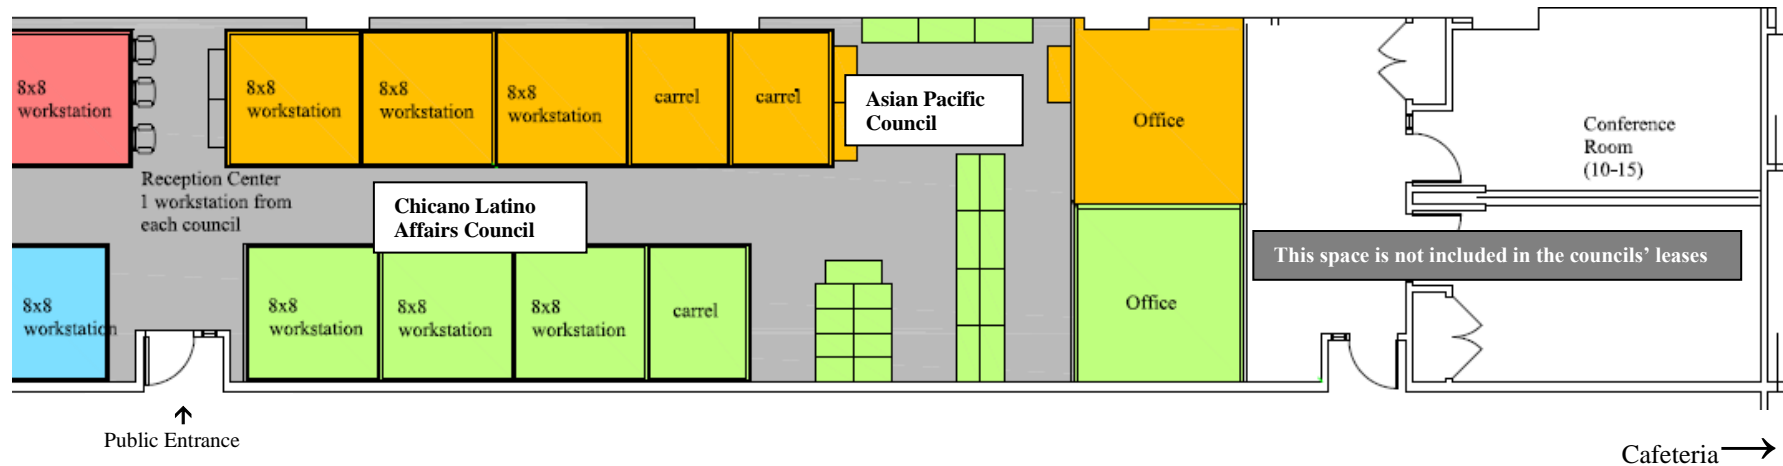 8x8
workstation
8x8
workstation
8x8
workstation
8x8
workstation
carrel
carrel
Asian Pacific
Council
Office
Conference
Room
(10-15)
Reception Center
1 workstation from
each council
Chicano Latino
Affairs Council
This space is not included in the councils’ leases
8x8
workstation
8x8
workstation
8x8
workstation
8x8
workstation
carrel
Office
Public Entrance
Cafeteria